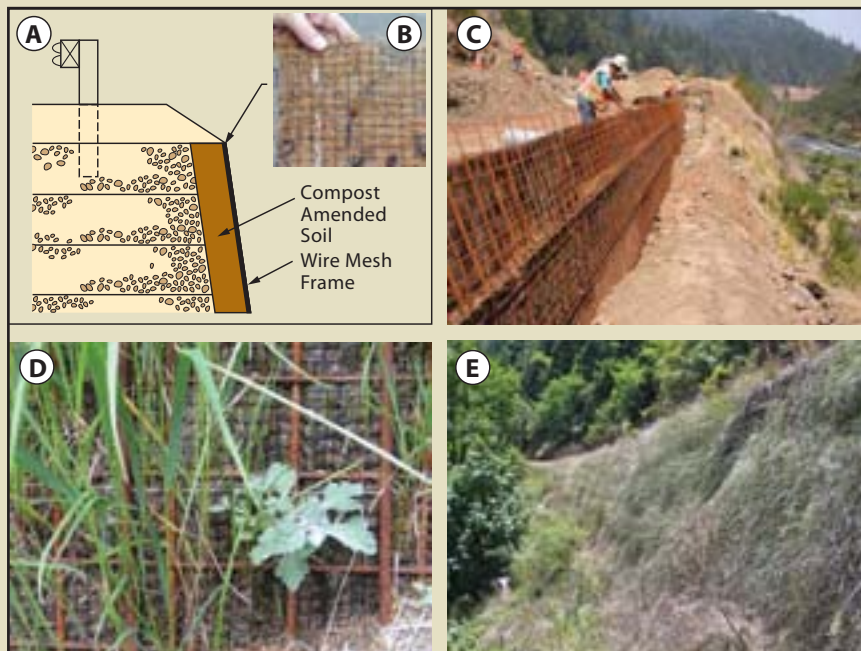 A
B
Compost
Amended
Soil
Wire Mesh
Frame
C
D
E